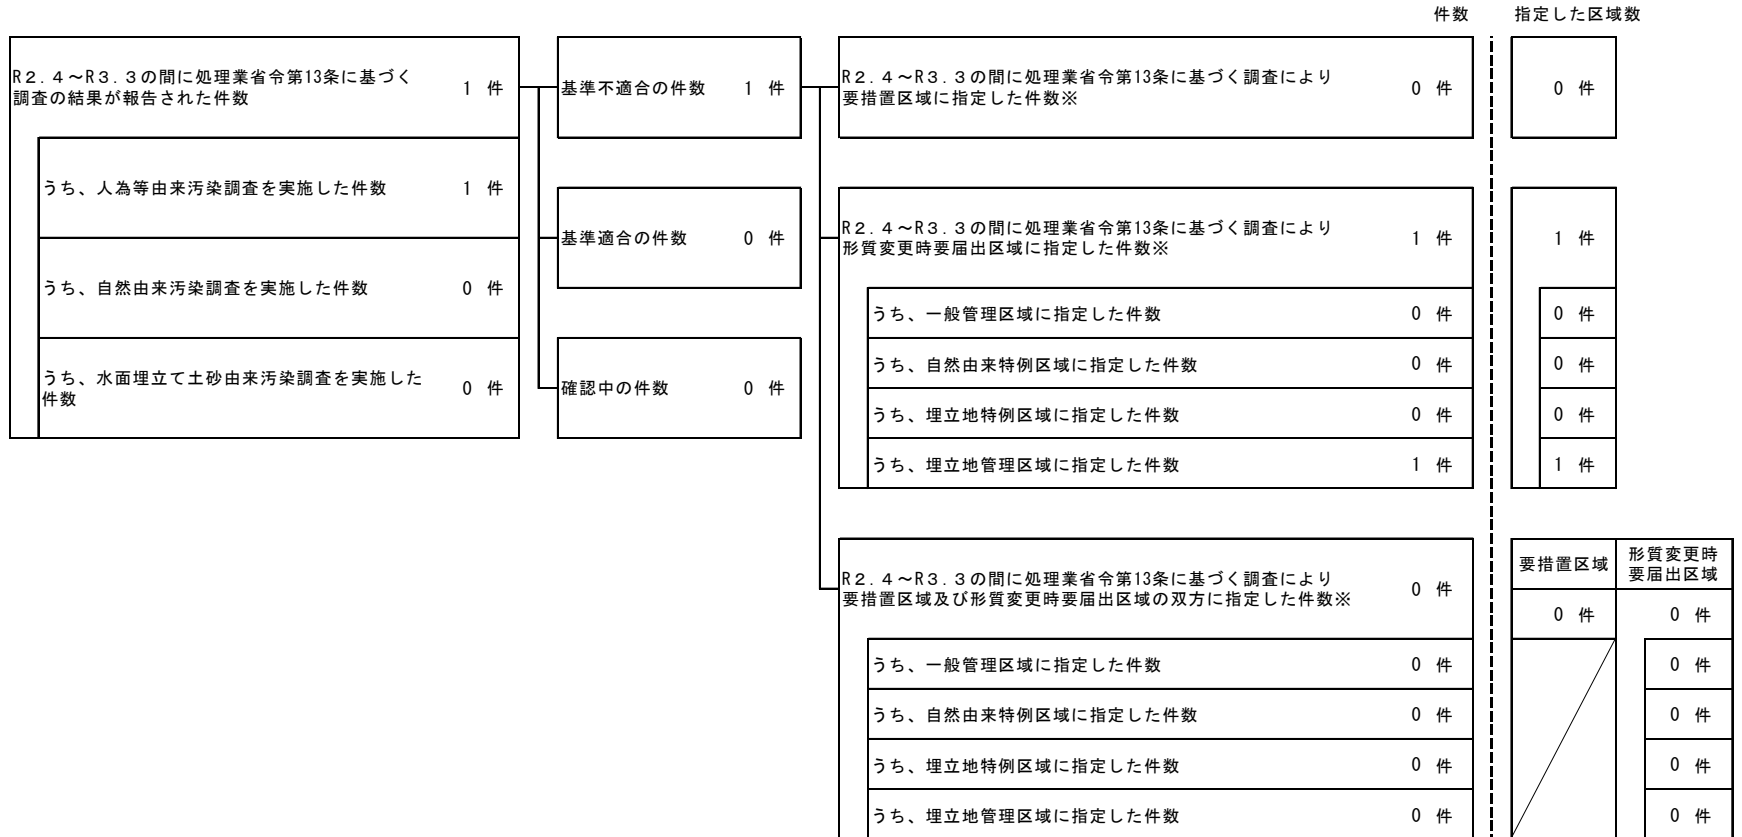 件数 指定した区域数
R2.4～R3.3の間に処理業省令第13条に基づく
調査の結果が報告された件数 1 件
うち、人為等由来汚染調査を実施した件数 1 件
うち、自然由来汚染調査を実施した件数 0 件
うち、水面埋立て土砂由来汚染調査を実施した
件数 0 件
基準不適合の件数 1 件
基準適合の件数 0 件
確認中の件数 0 件
R2.4～R3.3の間に処理業省令第13条に基づく調査により
要措置区域に指定した件数※ 0 件 0 件
R2.4～R3.3の間に処理業省令第13条に基づく調査により
形質変更時要届出区域に指定した件数※ 1 件 1 件
うち、一般管理区域に指定した件数 0 件 0 件
うち、自然由来特例区域に指定した件数 0 件 0 件
うち、埋立地特例区域に指定した件数 0 件 0 件
うち、埋立地管理区域に指定した件数 1 件 1 件
要措置区域 形質変更時
要届出区域
R2.4～R3.3の間に処理業省令第13条に基づく調査により
要措置区域及び形質変更時要届出区域の双方に指定した件数※ 0 件 0 件 0 件
うち、一般管理区域に指定した件数 0 件 0 件
うち、自然由来特例区域に指定した件数 0 件 0 件
うち、埋立地特例区域に指定した件数 0 件 0 件
うち、埋立地管理区域に指定した件数 0 件 0 件